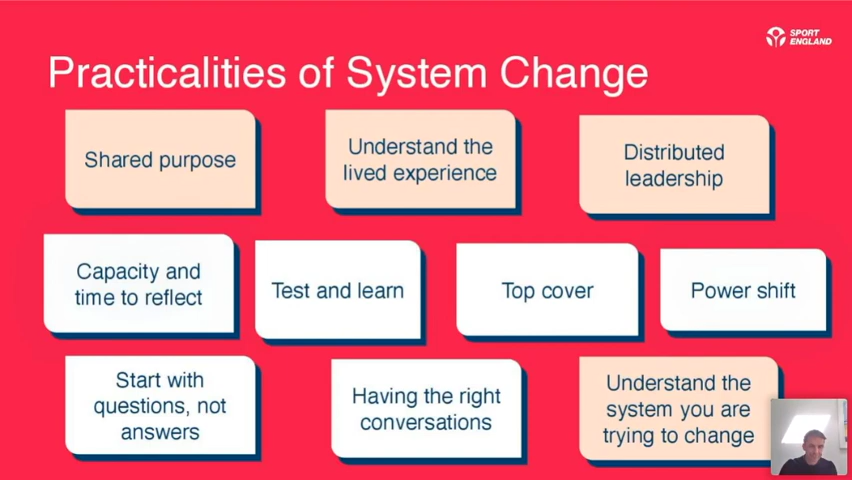 SPORT
ENGLAND
Practicalities of System Change
Shared purpose
Understand the
lived experience
Distributed
leadership
Capacity and
time to reflect
Test and learn
Top cover
Power shift
Start with
questions, not
answers
Having the right
conversations
Understand the
system you are
trying to change